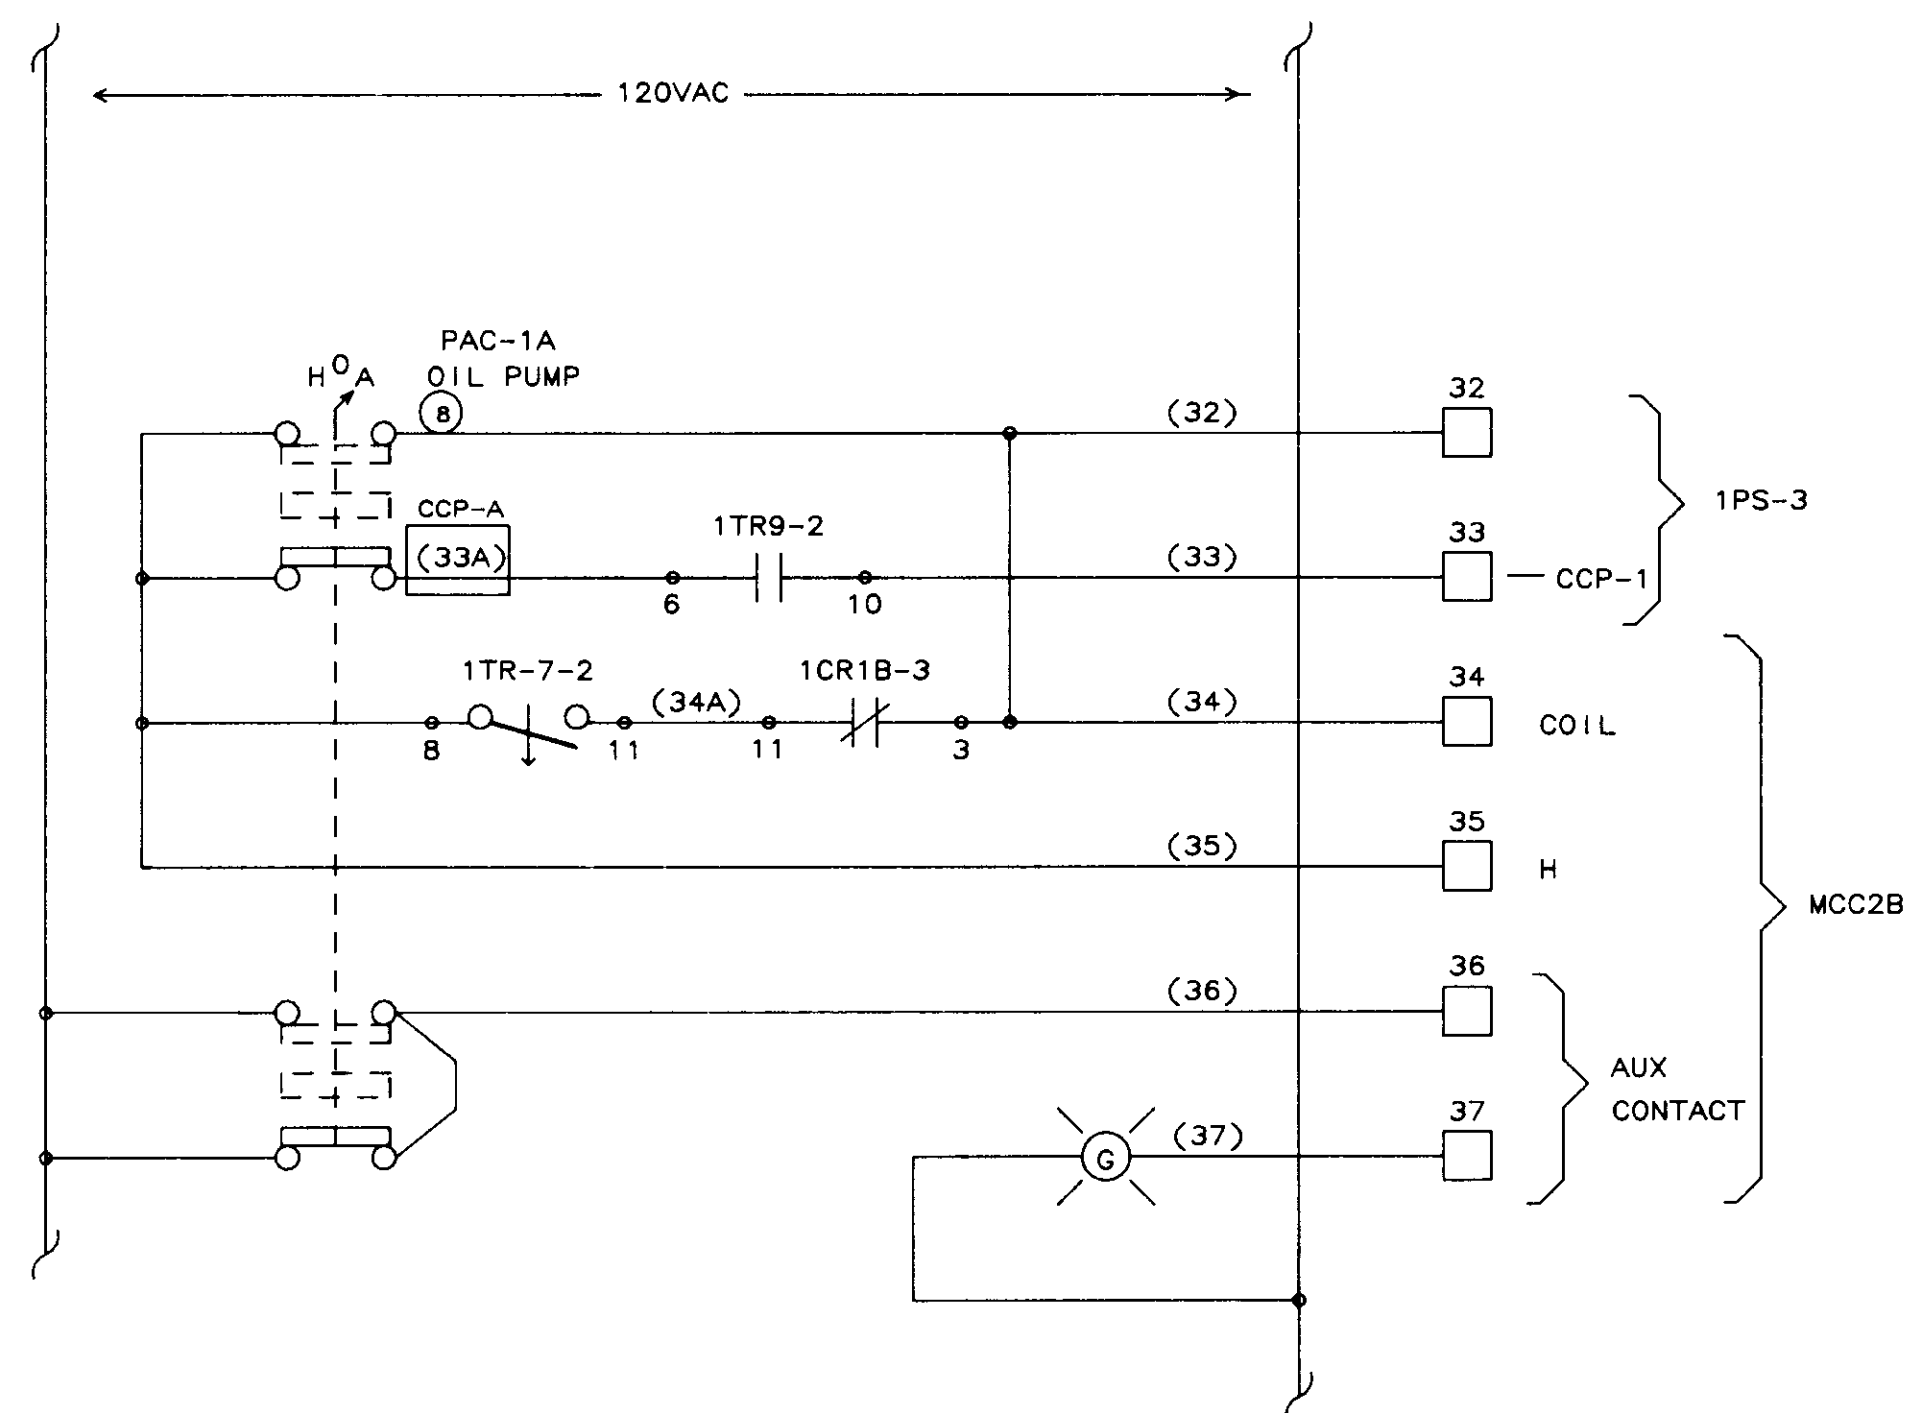 120VAC
PAC-1A
H O A
OIL PUMP
8
32
(32)
CCP-A
1PS-3
33
1TR9-2
(33A)
(33)
CCP-1
6
10
1TR-7-2
1CR1B-3
34
(34A)
(34)
COIL
8
11
11
3
35
(35)
H
MCC2B
36
(36)
AUX
CONTACT
37
(37)
G